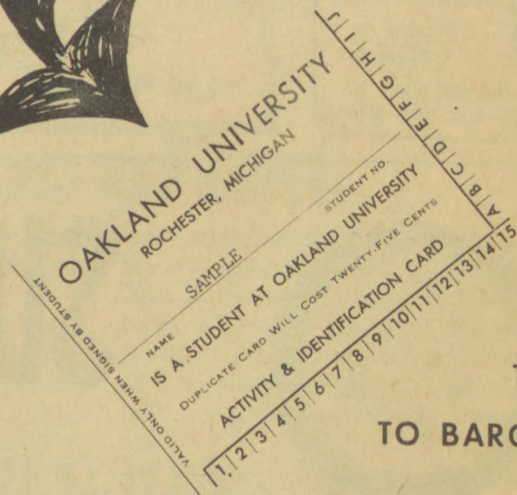 OAKLAND UNIVERSITY
ROCHESTER, MICHIGAN
SAMPLE
NAME STUDENT NO.
IS A STUDENT AT OAKLAND UNIVERSITY
DUPLICATE CARD WILL COST TWENTY-FIVE CENTS
ACTIVITY & IDENTIFICATION CARD
1 2 3 4 5 6 7 8 9 10 11 12 13 14 15
A B C D E F G H I J
VALID ONLY WHEN SIGNED BY STUDENT
TO